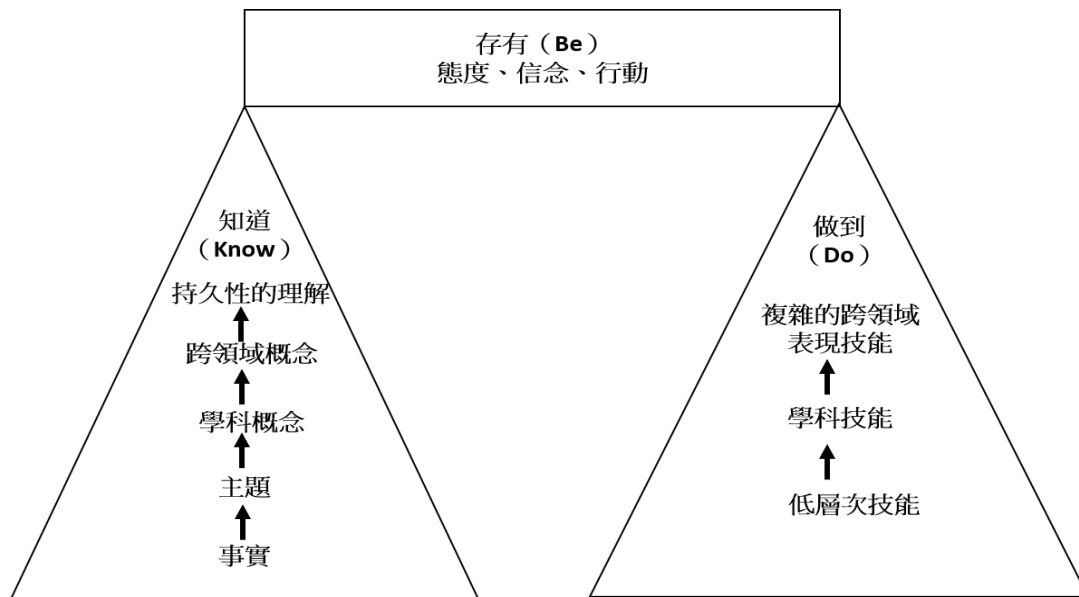 存有（Be）
態度、信念、行動
知道
（Know）
持久性的理解
跨領域概念
學科概念
主題
事實
做到
（Do）
複雜的跨領域
表現技能
學科技能
低層次技能